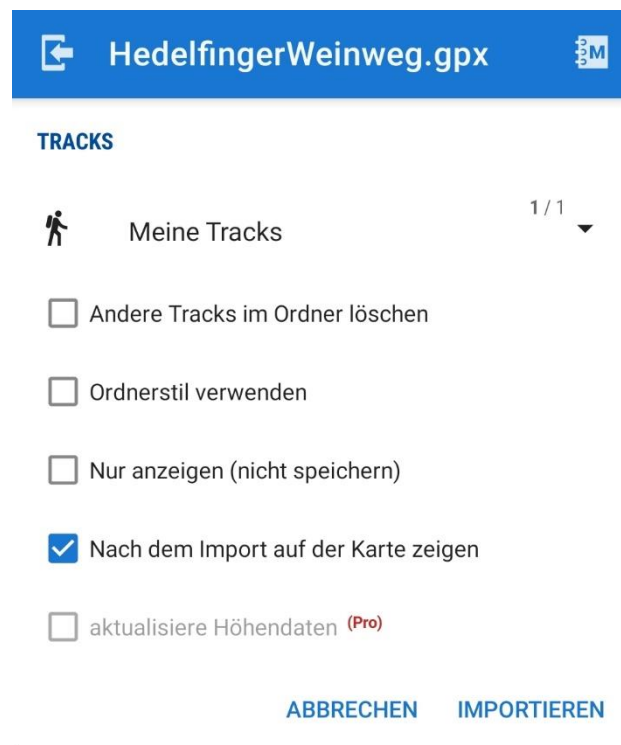 HedelfingerWeinweg.gpx
M
TRACKS
Meine Tracks
1 / 1
Andere Tracks im Ordner löschen
Ordnerstil verwenden
Nur anzeigen (nicht speichern)
Nach dem Import auf der Karte zeigen
aktualisiere Höhendaten (Pro)
ABBRECHEN IMPORTIEREN